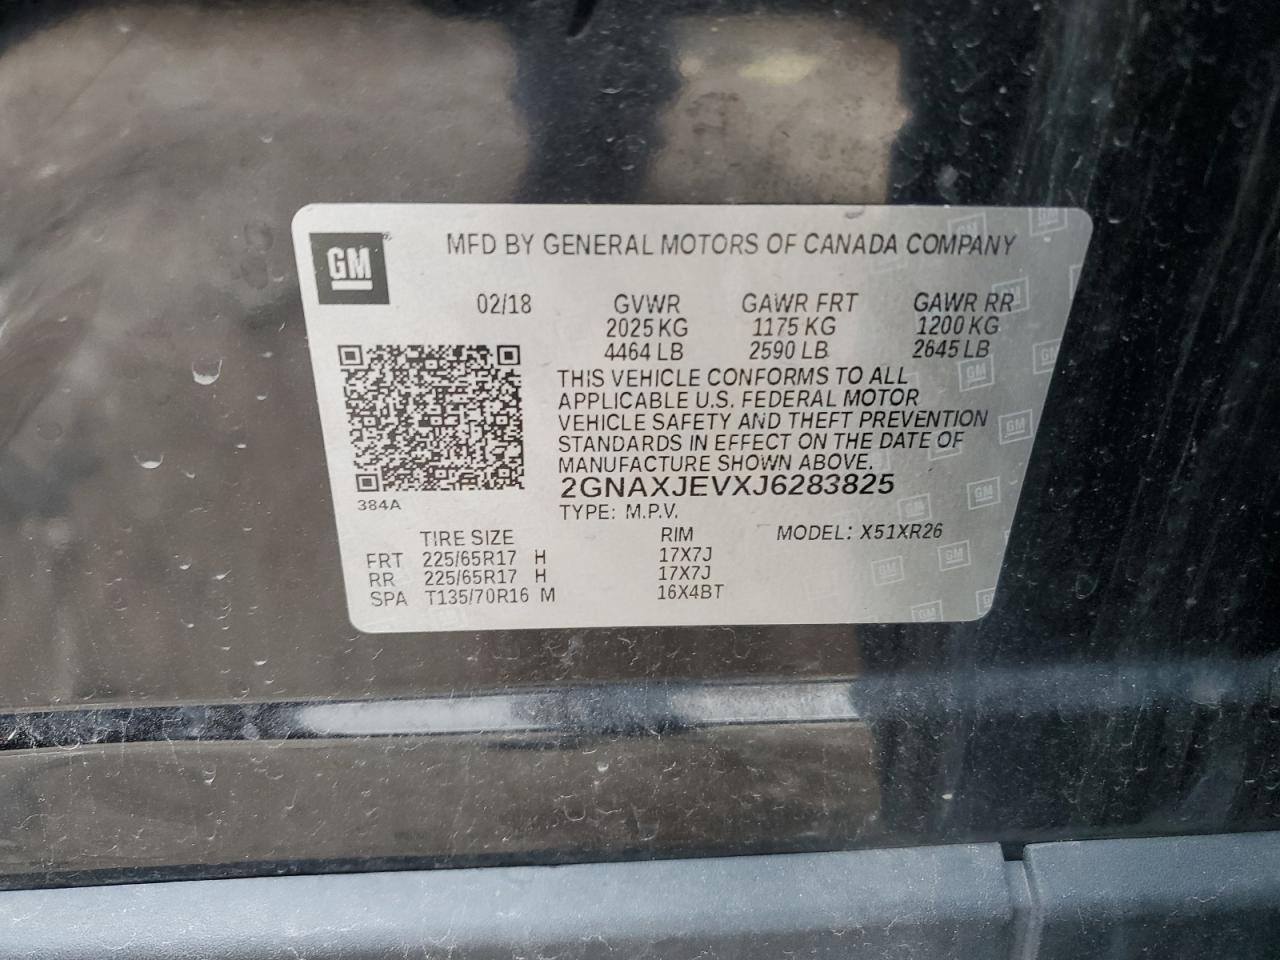 GM
MFD BY GENERAL MOTORS OF CANADA COMPANY
02/18 GVWR GAWR FRT GAWR RR
2025 KG 1175 KG 1200 KG
4464 LB 2590 LB 2645 LB
THIS VEHICLE CONFORMS TO ALL
APPLICABLE U.S. FEDERAL MOTOR
VEHICLE SAFETY AND THEFT PREVENTION
STANDARDS IN EFFECT ON THE DATE OF
MANUFACTURE SHOWN ABOVE.
2GNAXJEVXJ6283825
384A
TYPE: M.P.V.
TIRE SIZE RIM MODEL: X51XR26
FRT 225/65R17 H 17X7J
RR 225/65R17 H 17X7J
SPA T135/70R16 M 16X4BT